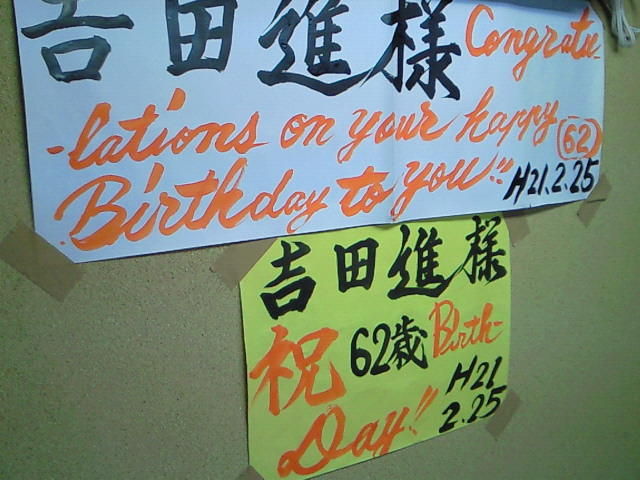 吉田進様 Congratu-
-lations on your happy 62
Birthday to you!! H21.2.25
吉田進様
祝 62歳 Birth-
Day!! H21
2.25